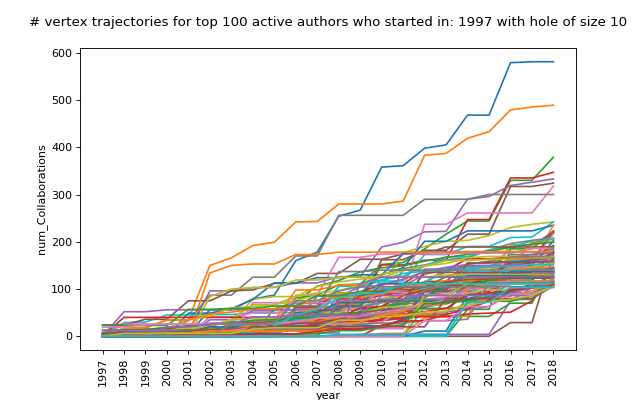 # vertex trajectories for top 100 active authors who started in: 1997 with hole of size 10
600
500
400
300
200
100
0
num_Collaborations
1997 1998 1999 2000 2001 2002 2003 2004 2005 2006 2007 2008 2009 2010 2011 2012 2013 2014 2015 2016 2017 2018
year